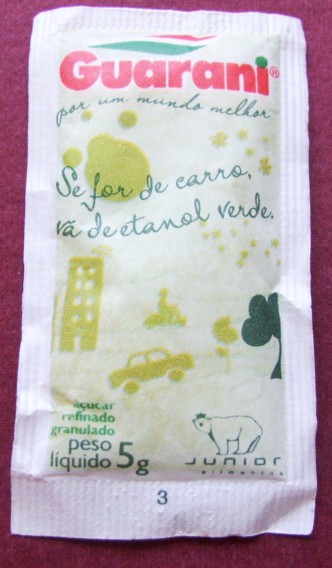 Guarani®
por um mundo melhor
Se for de carro,
vá de etanol verde.
açúcar
refinado
granulado
peso
líquido 5g
JUNIOR
alimentos
3